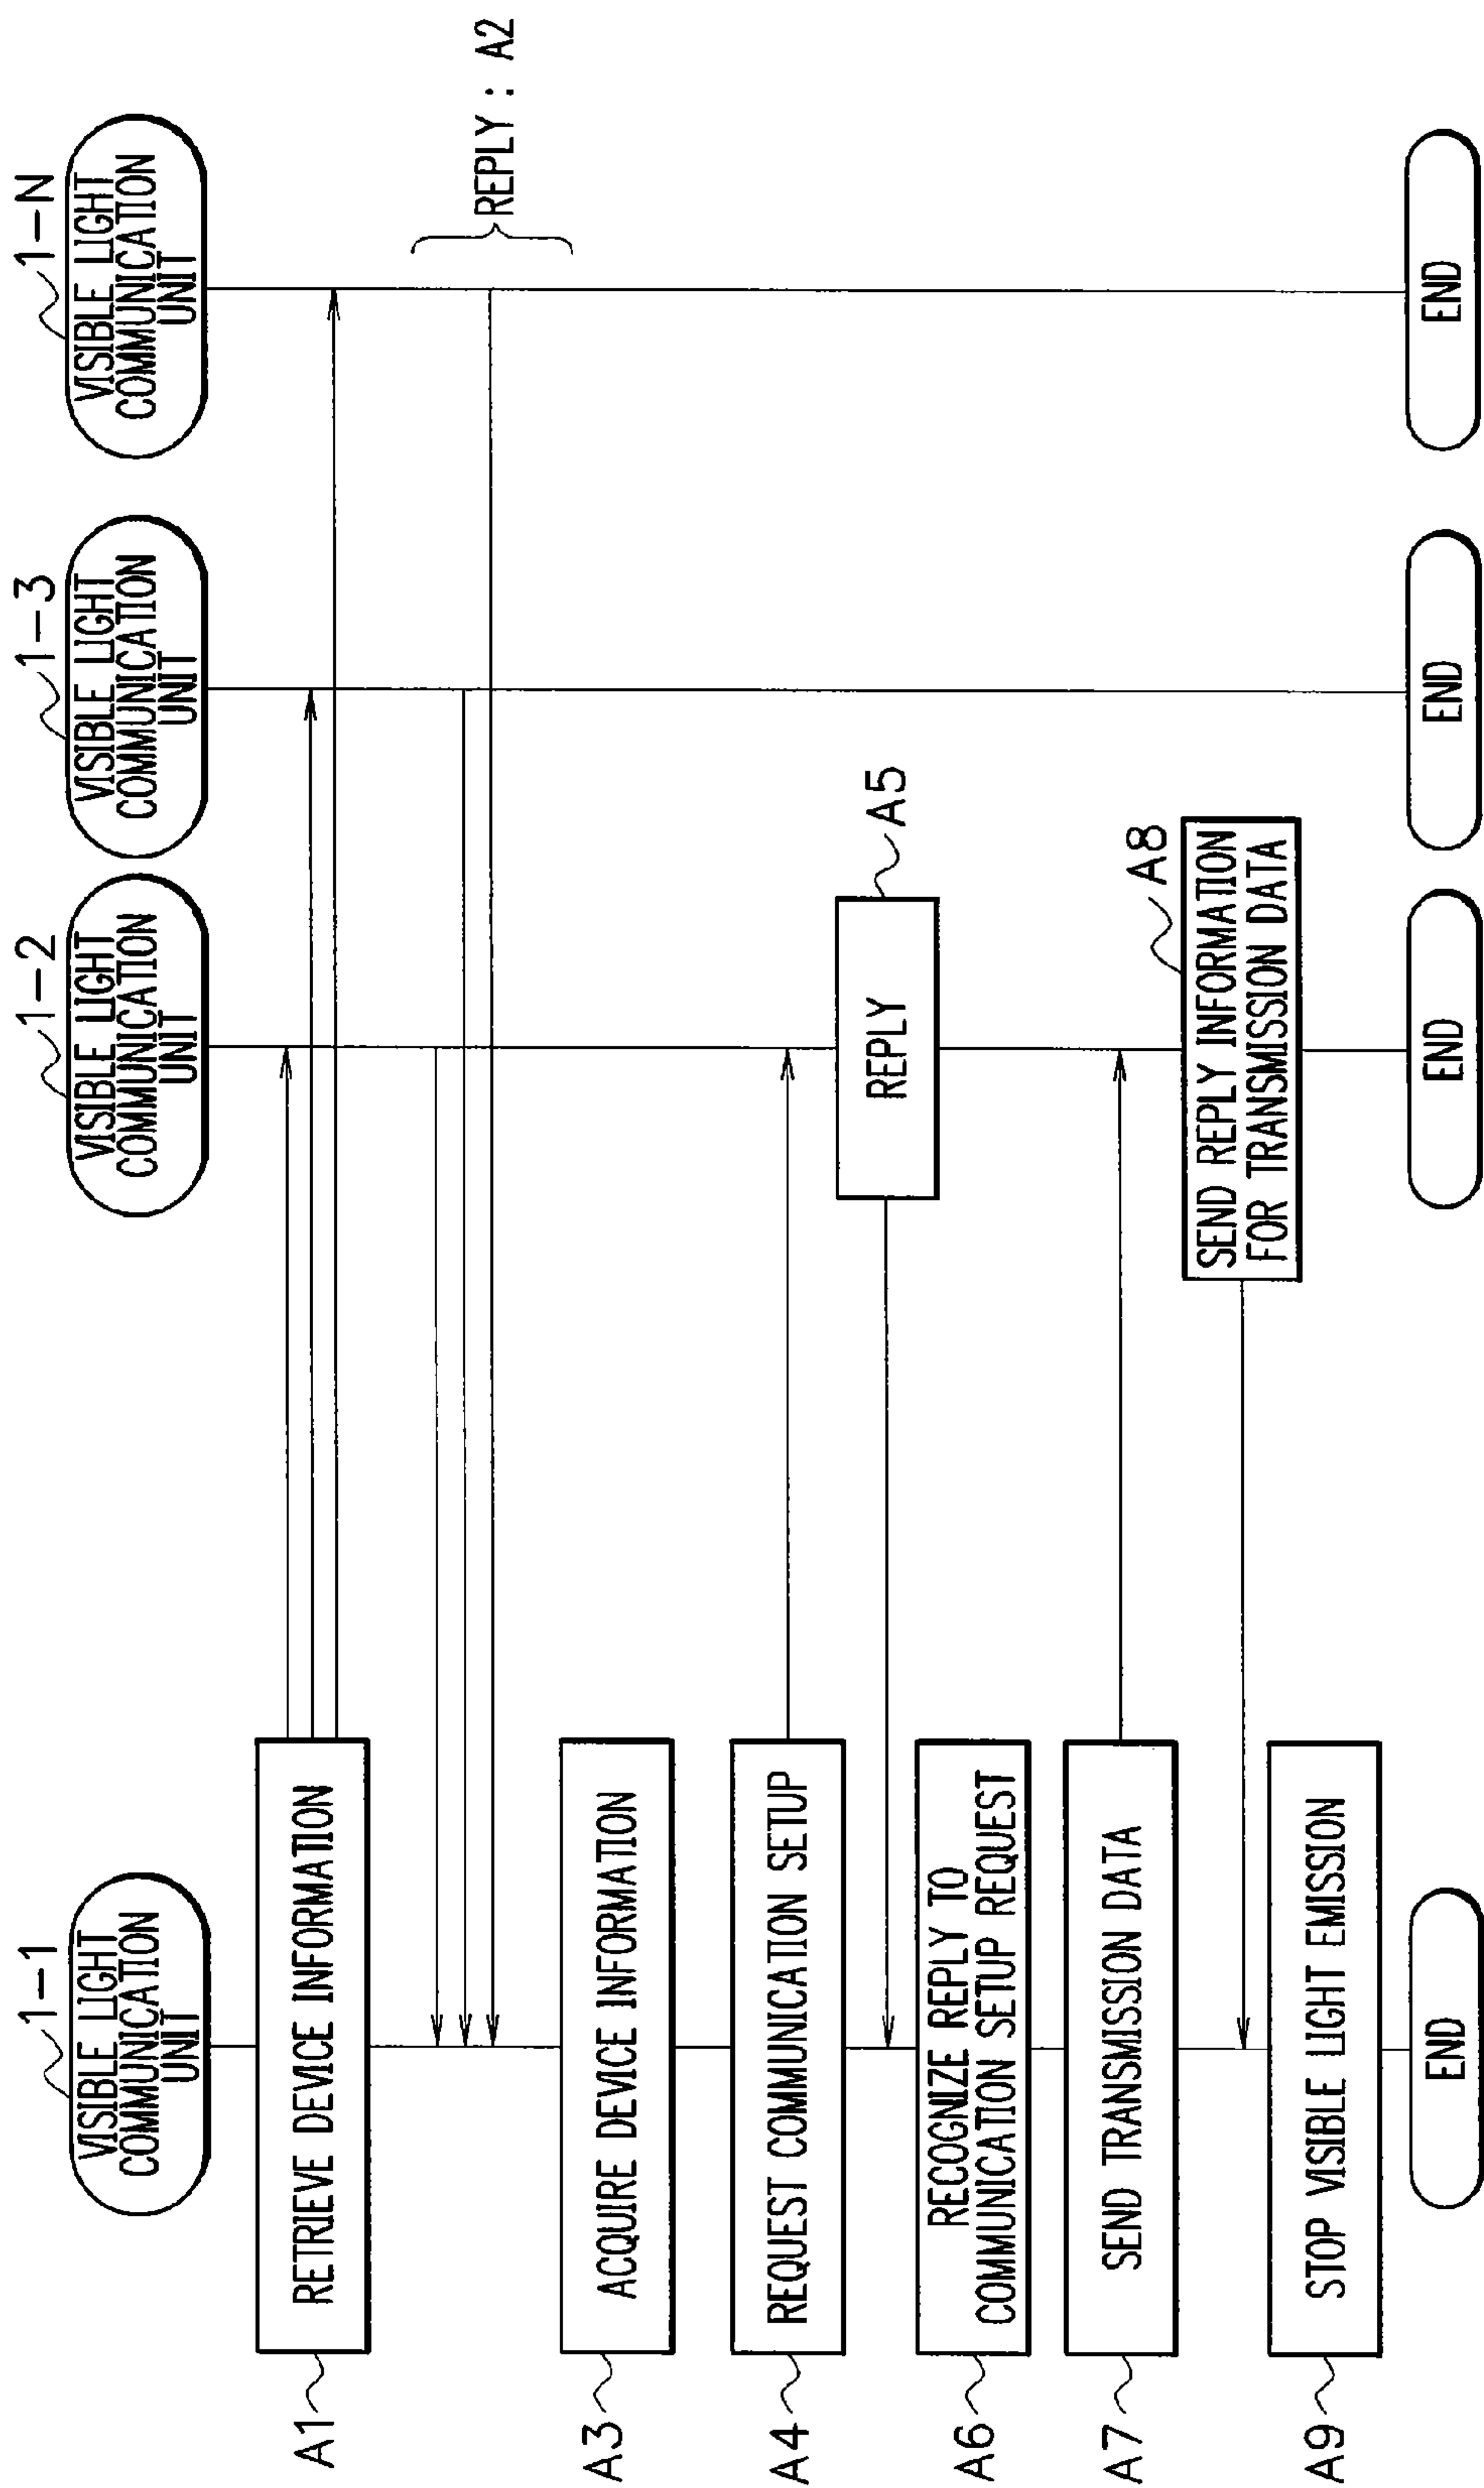 1-1
VISIBLE LIGHT
COMMUNICATION
UNIT
1-2
VISIBLE LIGHT
COMMUNICATION
UNIT
1-3
VISIBLE LIGHT
COMMUNICATION
UNIT
1-N
VISIBLE LIGHT
COMMUNICATION
UNIT
A1
RETRIEVE DEVICE INFORMATION
REPLY: A2
A3
ACQUIRE DEVICE INFORMATION
A4
REQUEST COMMUNICATION SETUP
REPLY
A5
A6
RECOGNIZE REPLY TO
COMMUNICATION SETUP REQUEST
A7
SEND TRANSMISSION DATA
A8
SEND REPLY INFORMATION
FOR TRANSMISSION DATA
A9
STOP VISIBLE LIGHT EMISSION
END
END
END
END